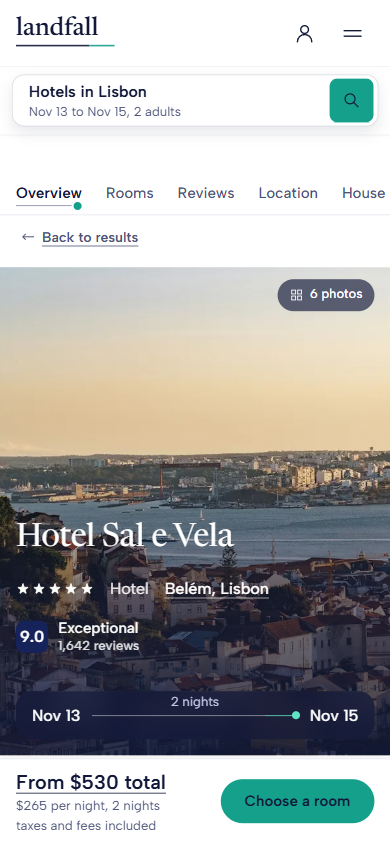 landfall
Hotels in Lisbon
Nov 13 to Nov 15, 2 adults
Overview Rooms Reviews Location House
← Back to results
6 photos
Hotel Sal e Vela
★★★★★ Hotel Belém, Lisbon
9.0 Exceptional
1,642 reviews
2 nights
Nov 13 Nov 15
From $530 total
$265 per night, 2 nights
taxes and fees included
Choose a room